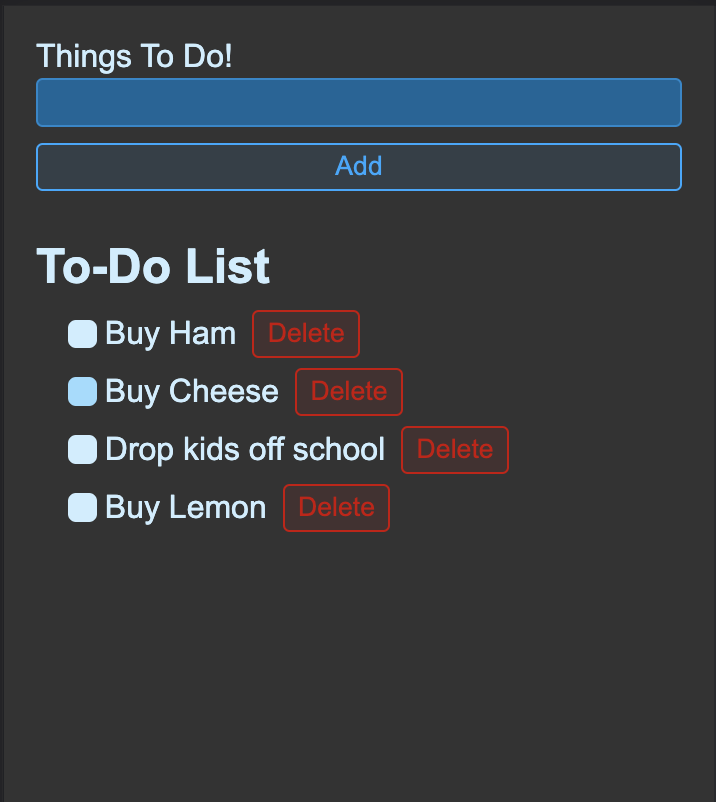 Things To Do!
Add
To-Do List
Buy Ham Delete
Buy Cheese Delete
Drop kids off school Delete
Buy Lemon Delete